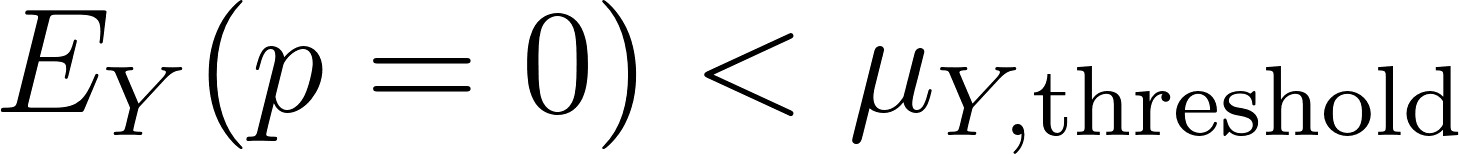 E_Y(p = 0) < μ_{Y,threshold}